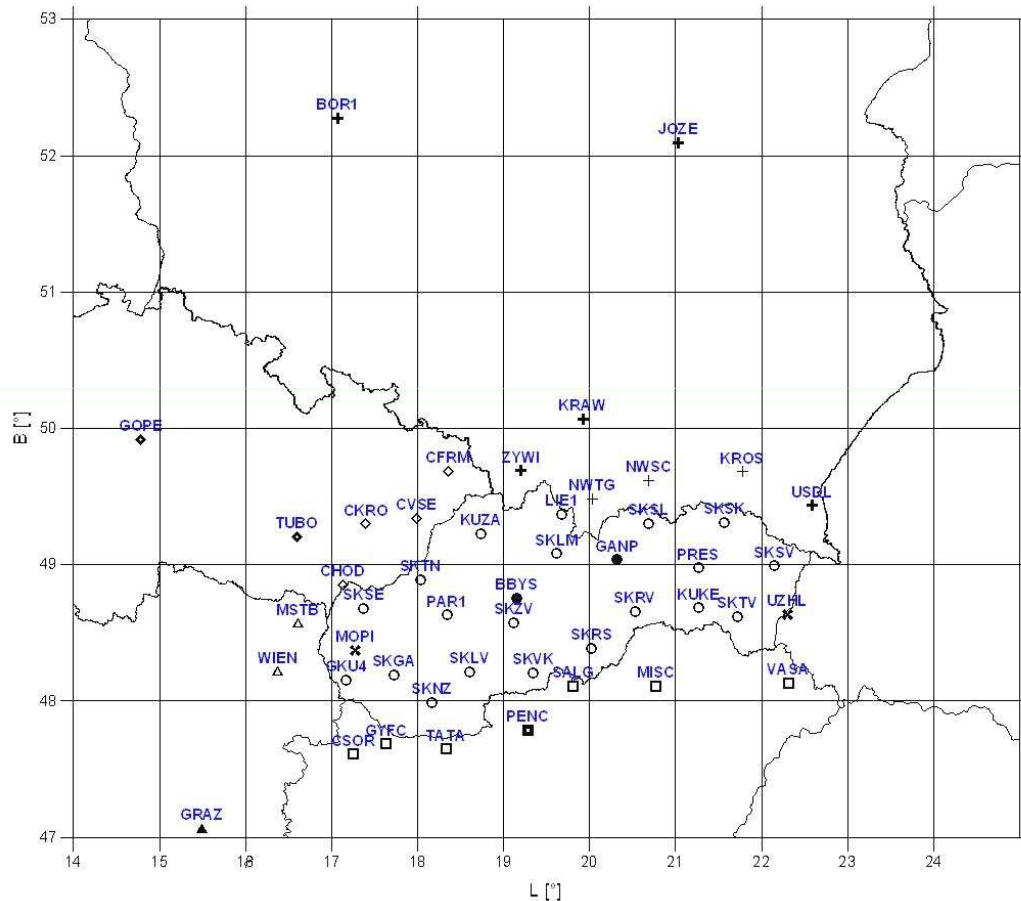 53
BOR1
JOZE
52
51
KRAW
50
GOPE
CFRM
ZYWI
NWSC
KROS
NWTG
LIE1
USDL
CKRO
CVSE
KUZA
SKSL
SKSK
TUBO
SKLM
GANP
49
CHOD
SKTN
PRES
SKSV
SKSE
BBYS
MSTB
PAR1
SKZV
SKRV
KUKE
SKTV
UZHL
MOPI
WIEN
GKU4
SKGA
SKLV
SKVK
SKRS
SALG
MISC
VASA
48
SKNZ
CSOR
GYFC
TATA
PENC
GRAZ
47
B [°]
14 15 16 17 18 19 20 21 22 23 24
L [°]